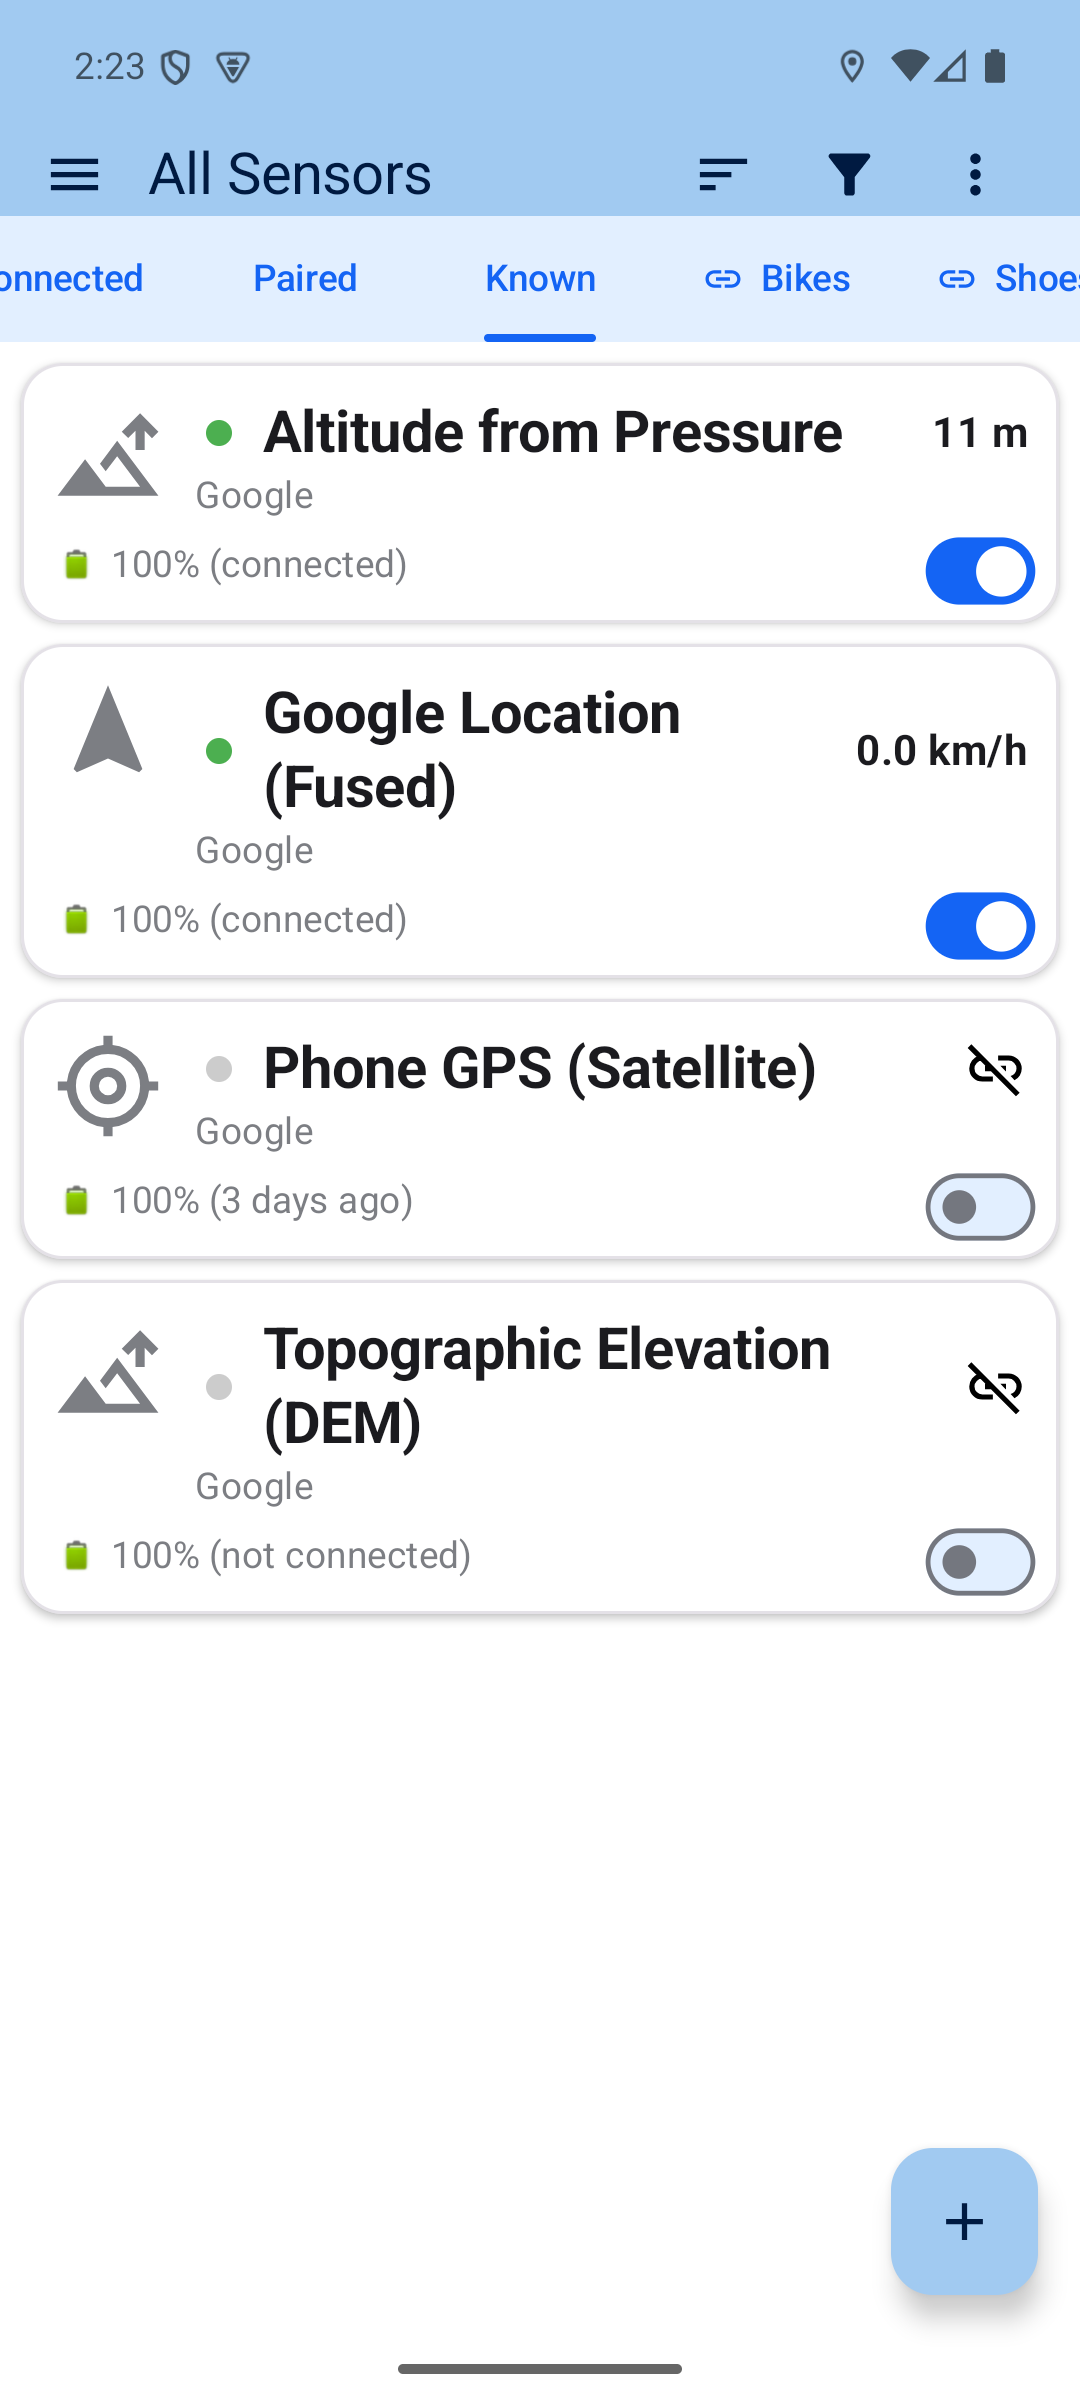 2:23
All Sensors
onnected
Paired
Known
Bikes
Shoes
Altitude from Pressure
11 m
Google
100% (connected)
Google Location
(Fused)
0.0 km/h
Google
100% (connected)
Phone GPS (Satellite)
Google
100% (3 days ago)
Topographic Elevation
(DEM)
Google
100% (not connected)